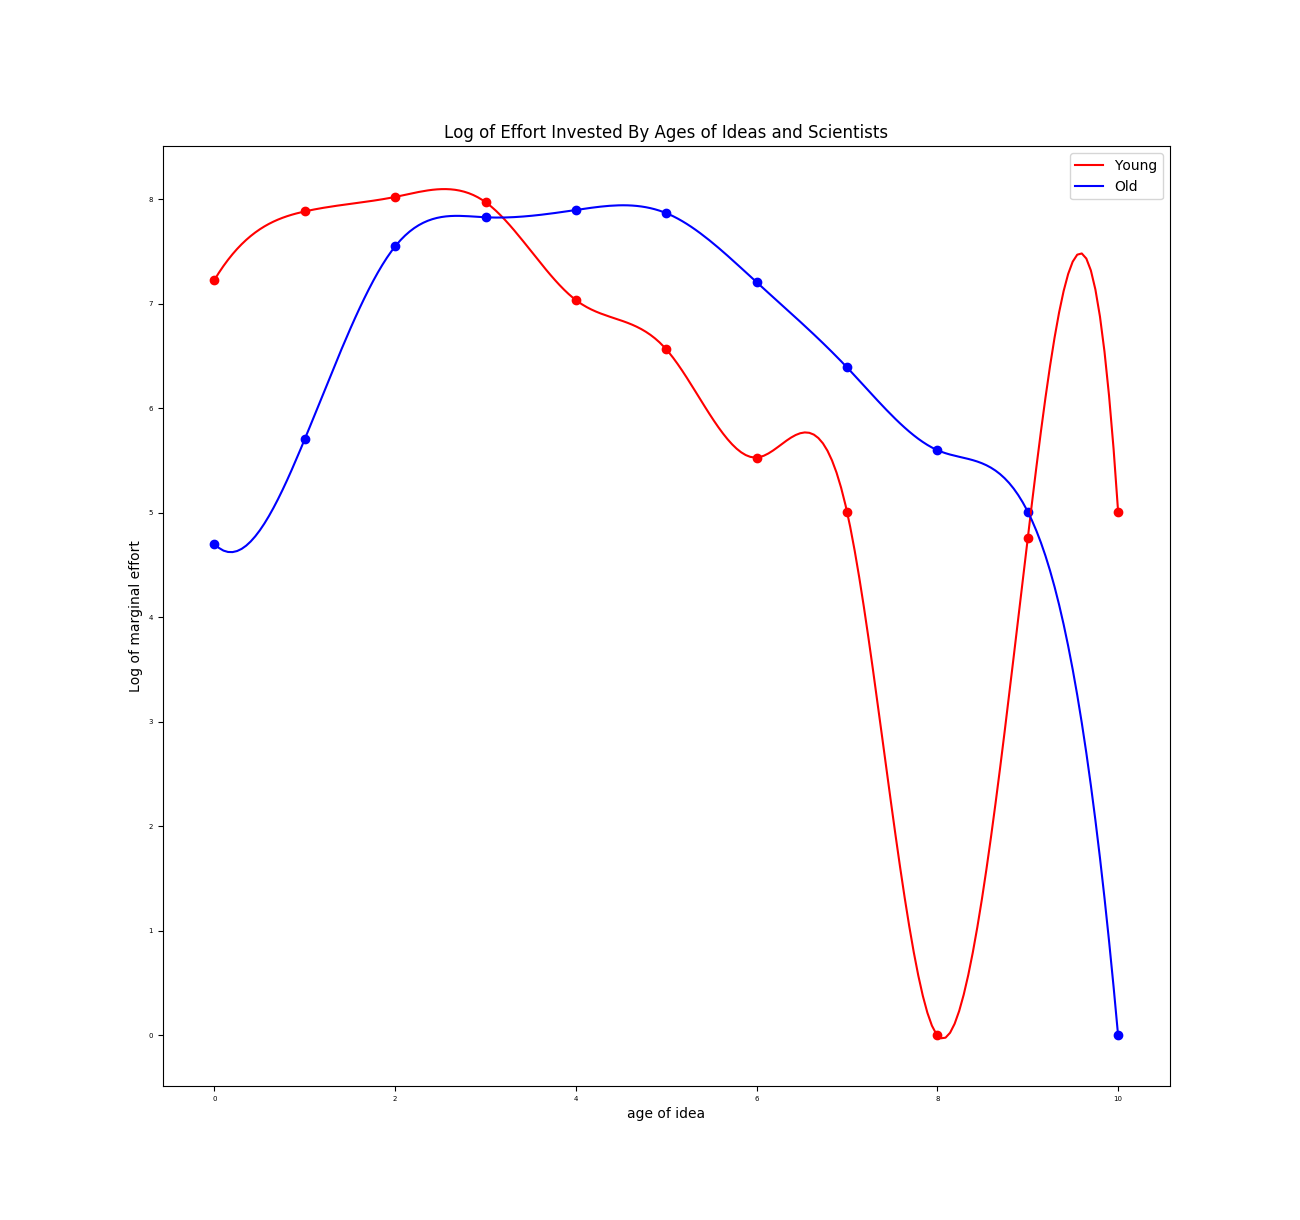 Log of Effort Invested By Ages of Ideas and Scientists
Young
Old
8
7
6
5
4
3
2
1
0
Log of marginal effort
0 2 4 6 8 10
age of idea